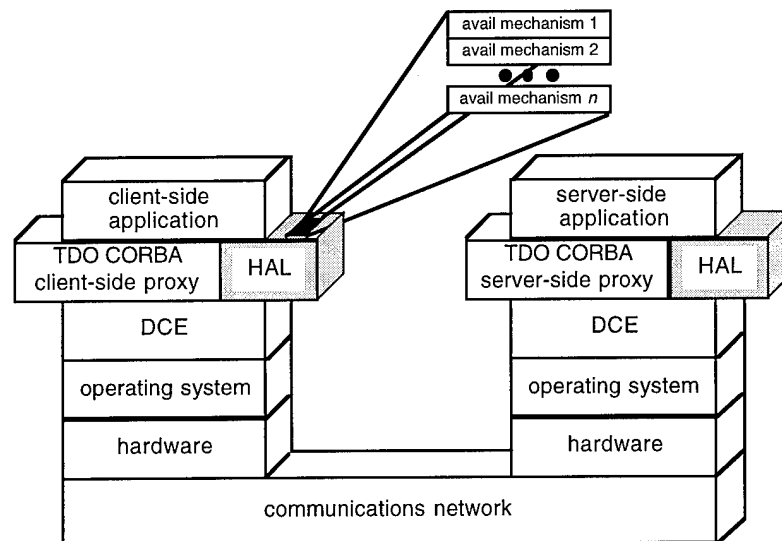 avail mechanism 1
avail mechanism 2
avail mechanism n
client-side
application
server-side
application
TDO CORBA
client-side proxy
HAL
TDO CORBA
server-side proxy
HAL
DCE
DCE
operating system
operating system
hardware
hardware
communications network